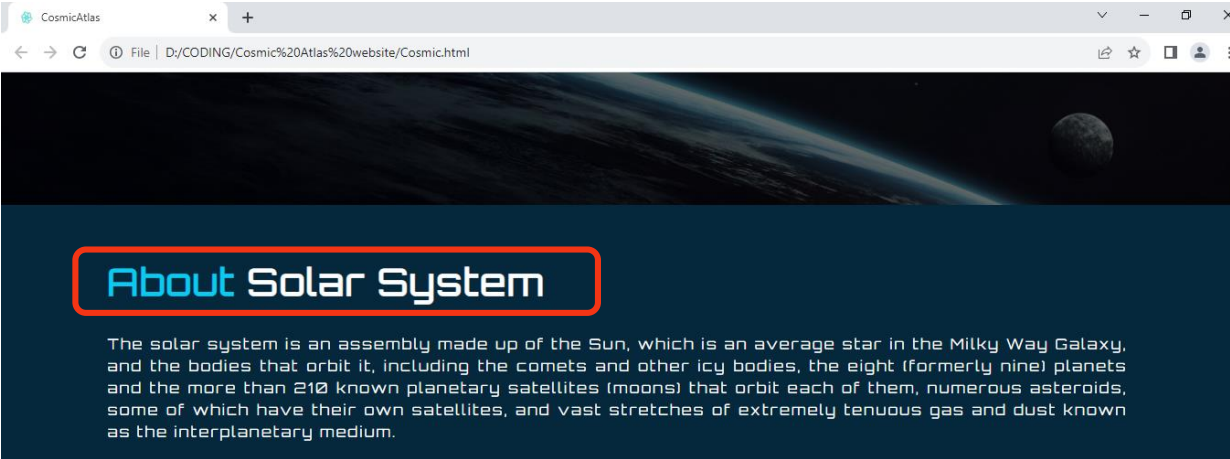 CosmicAtlas
File | D:/CODING/Cosmic%20Atlas%20website/Cosmic.html
About Solar System
The solar system is an assembly made up of the Sun, which is an average star in the Milky Way Galaxy,
and the bodies that orbit it, including the comets and other icy bodies, the eight (formerly nine) planets
and the more than 210 known planetary satellites (moons) that orbit each of them, numerous asteroids,
some of which have their own satellites, and vast stretches of extremely tenuous gas and dust known
as the interplanetary medium.